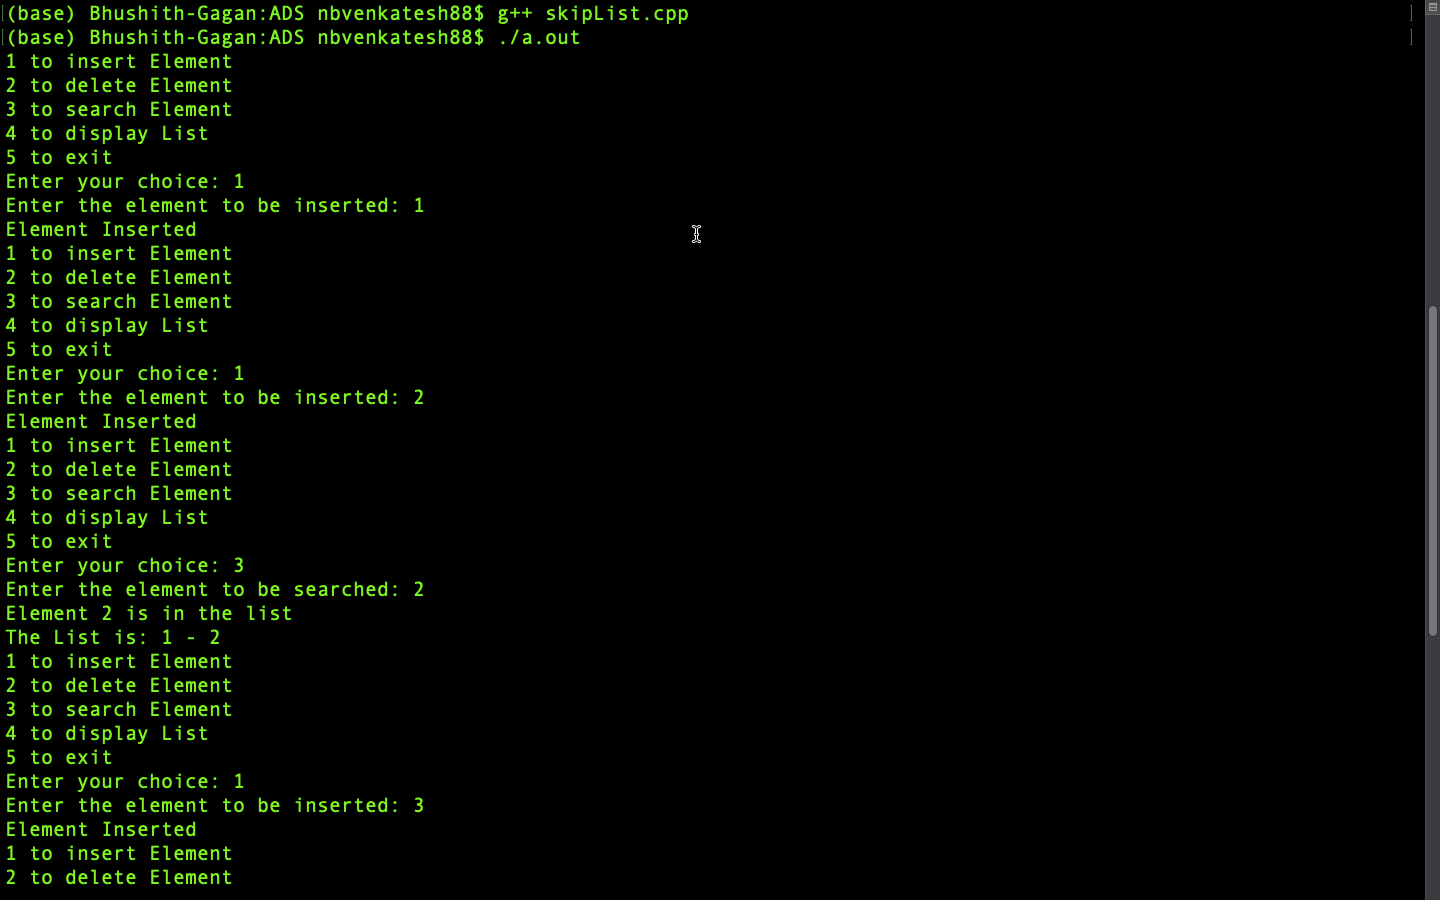 [(base) Bhushith-Gagan:ADS nbvenkatesh88$ g++ skipList.cpp ]
[(base) Bhushith-Gagan:ADS nbvenkatesh88$ ./a.out ]
1 to insert Element
2 to delete Element
3 to search Element
4 to display List
5 to exit
Enter your choice: 1
Enter the element to be inserted: 1
Element Inserted
1 to insert Element
2 to delete Element
3 to search Element
4 to display List
5 to exit
Enter your choice: 1
Enter the element to be inserted: 2
Element Inserted
1 to insert Element
2 to delete Element
3 to search Element
4 to display List
5 to exit
Enter your choice: 3
Enter the element to be searched: 2
Element 2 is in the list
The List is: 1 - 2
1 to insert Element
2 to delete Element
3 to search Element
4 to display List
5 to exit
Enter your choice: 1
Enter the element to be inserted: 3
Element Inserted
1 to insert Element
2 to delete Element